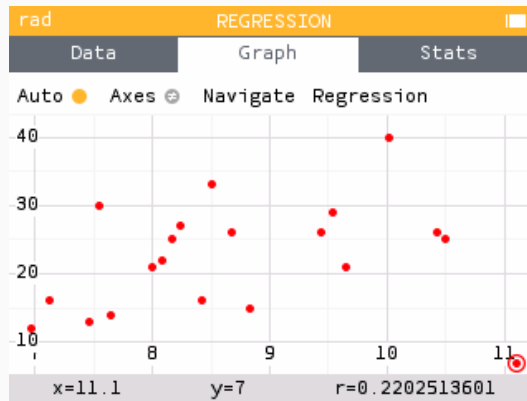 rad REGRESSION
Data Graph Stats
Auto Axes Navigate Regression
40
30
20
10
8 9 10 11
x=11.1 y=7 r=0.2202513601